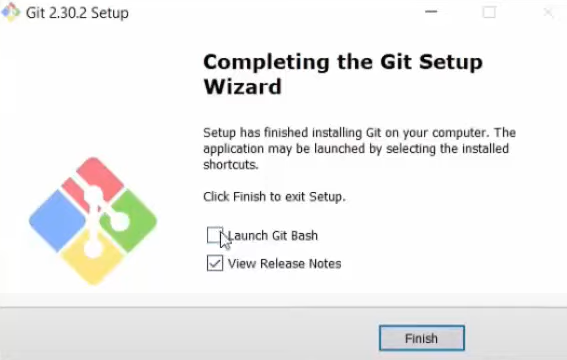 Git 2.30.2 Setup
Completing the Git Setup
Wizard
Setup has finished installing Git on your computer. The
application may be launched by selecting the installed
shortcuts.
Click Finish to exit Setup.
Launch Git Bash
View Release Notes
Finish